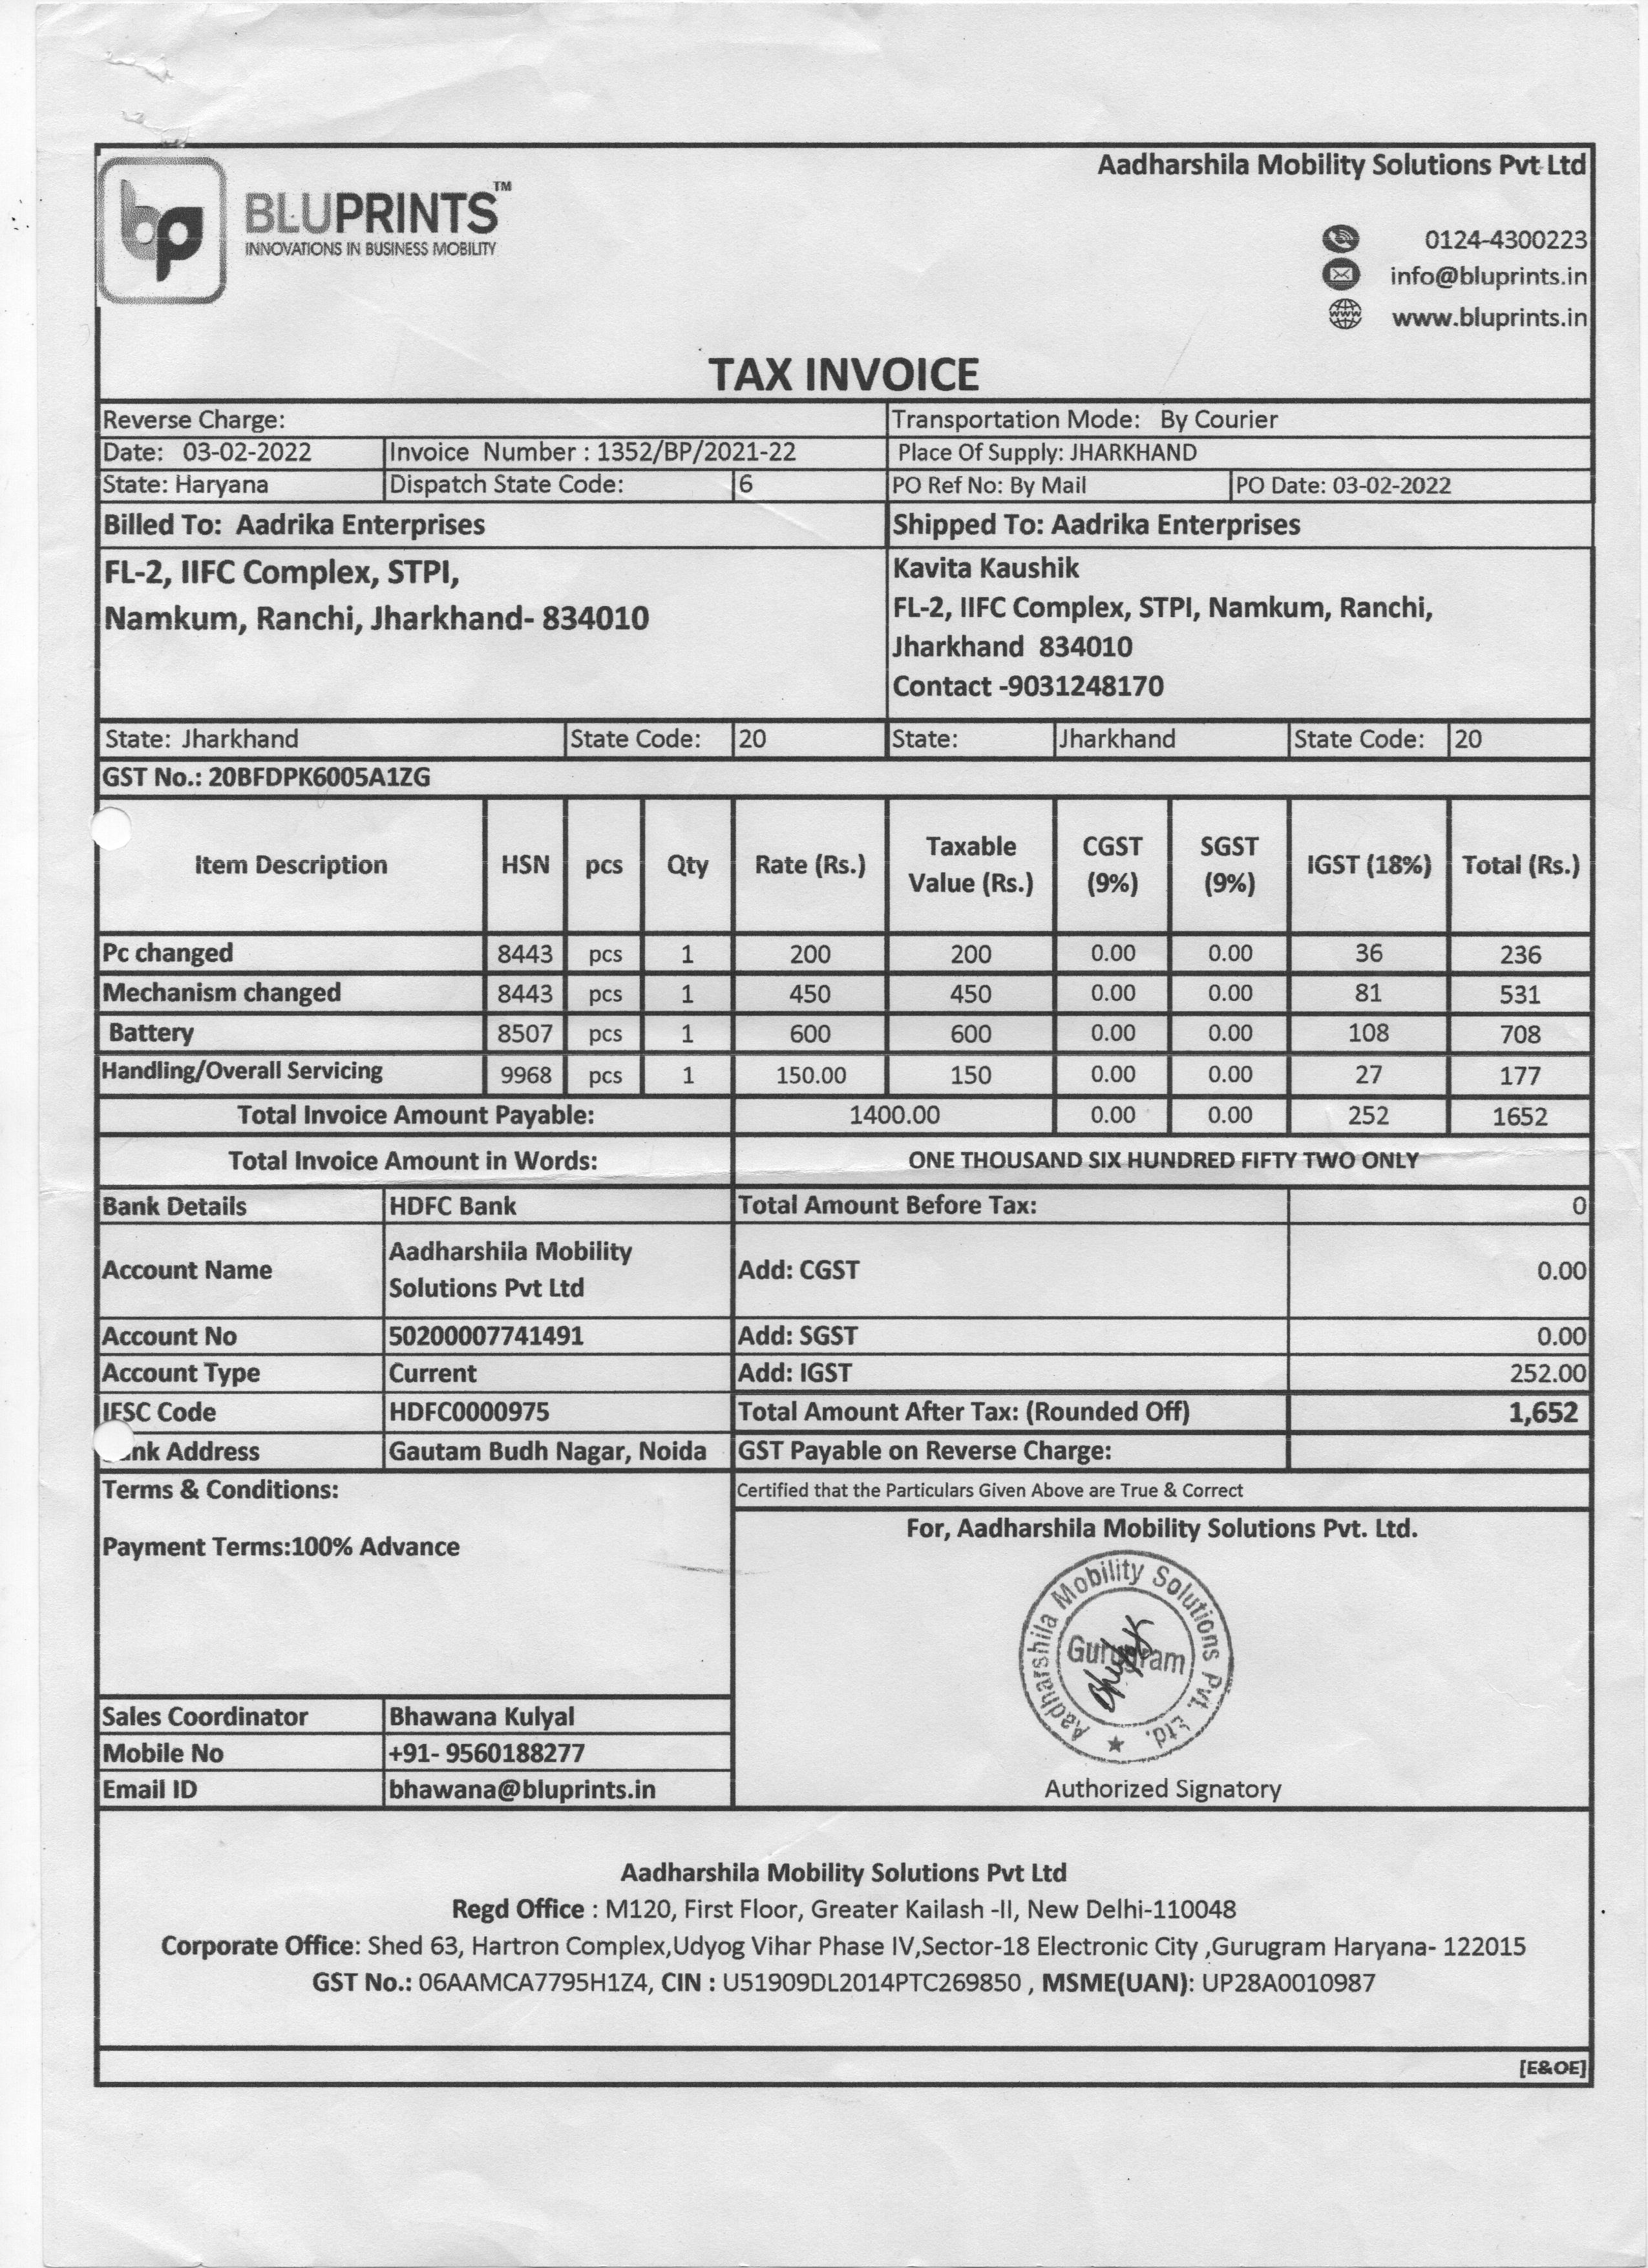 Aadharshila Mobility Solutions Pvt Ltd
bp BLUPRINTS™
INNOVATIONS IN BUSINESS MOBILITY
0124-4300223
info@bluprints.in
www.bluprints.in
TAX INVOICE
Reverse Charge: Transportation Mode: By Courier
Date: 03-02-2022 Invoice Number : 1352/BP/2021-22 Place Of Supply: JHARKHAND
State: Haryana Dispatch State Code: 6 PO Ref No: By Mail PO Date: 03-02-2022
Billed To: Aadrika Enterprises Shipped To: Aadrika Enterprises
FL-2, IIFC Complex, STPI,
Namkum, Ranchi, Jharkhand- 834010
Kavita Kaushik
FL-2, IIFC Complex, STPI, Namkum, Ranchi,
Jharkhand 834010
Contact -9031248170
State: Jharkhand State Code: 20 State: Jharkhand State Code: 20
GST No.: 20BFDPK6005A1ZG
Item Description HSN pcs Qty Rate (Rs.) Taxable Value (Rs.) CGST (9%) SGST (9%) IGST (18%) Total (Rs.)
Pc changed 8443 pcs 1 200 200 0.00 0.00 36 236
Mechanism changed 8443 pcs 1 450 450 0.00 0.00 81 531
Battery 8507 pcs 1 600 600 0.00 0.00 108 708
Handling/Overall Servicing 9968 pcs 1 150.00 150 0.00 0.00 27 177
Total Invoice Amount Payable: 1400.00 0.00 0.00 252 1652
Total Invoice Amount in Words: ONE THOUSAND SIX HUNDRED FIFTY TWO ONLY
Bank Details HDFC Bank Total Amount Before Tax: 0
Account Name Aadharshila Mobility Solutions Pvt Ltd Add: CGST 0.00
Account No 50200007741491 Add: SGST 0.00
Account Type Current Add: IGST 252.00
IFSC Code HDFC0000975 Total Amount After Tax: (Rounded Off) 1,652
Address Gautam Budh Nagar, Noida GST Payable on Reverse Charge:
Terms & Conditions: Certified that the Particulars Given Above are True & Correct
For, Aadharshila Mobility Solutions Pvt. Ltd.
Payment Terms:100% Advance
Aadharshila Mobility Solutions Pvt. Ltd.
Gurugram
Sales Coordinator Bhawana Kulyal
Mobile No +91- 9560188277
Email ID bhawana@bluprints.in
Authorized Signatory
Aadharshila Mobility Solutions Pvt Ltd
Regd Office : M120, First Floor, Greater Kailash -II, New Delhi-110048
Corporate Office: Shed 63, Hartron Complex,Udyog Vihar Phase IV,Sector-18 Electronic City ,Gurugram Haryana- 122015
GST No.: 06AAMCA7795H1Z4, CIN : U51909DL2014PTC269850 , MSME(UAN): UP28A0010987
[E&OE]